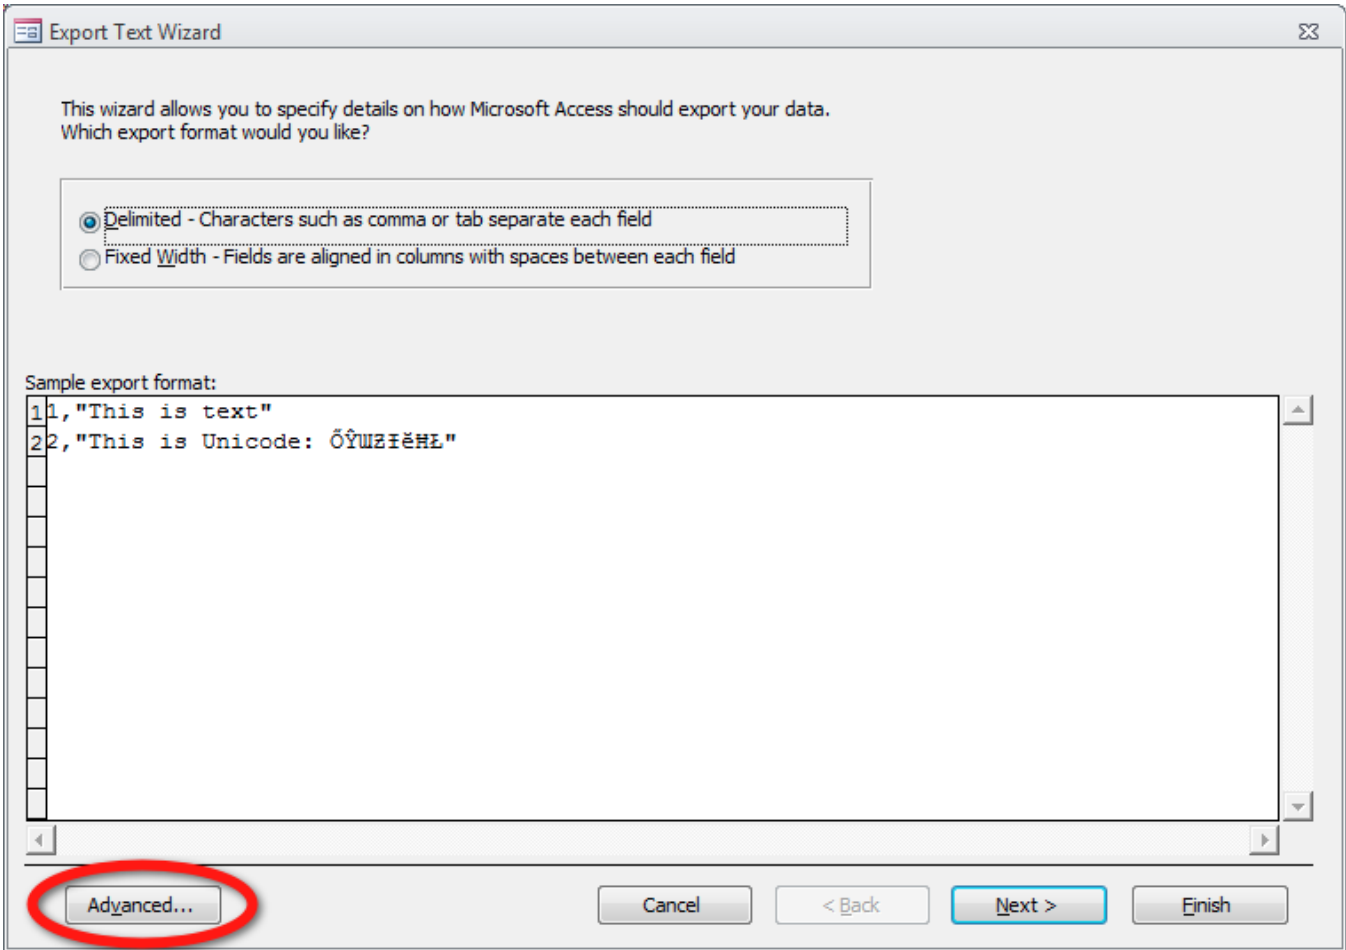 Export Text Wizard
This wizard allows you to specify details on how Microsoft Access should export your data.
Which export format would you like?
Delimited - Characters such as comma or tab separate each field
Fixed Width - Fields are aligned in columns with spaces between each field
Sample export format:
1 1,"This is text"
2 2,"This is Unicode: ŐŶƜƵƗĕĦŁ"
Advanced...
Cancel
< Back
Next >
Finish